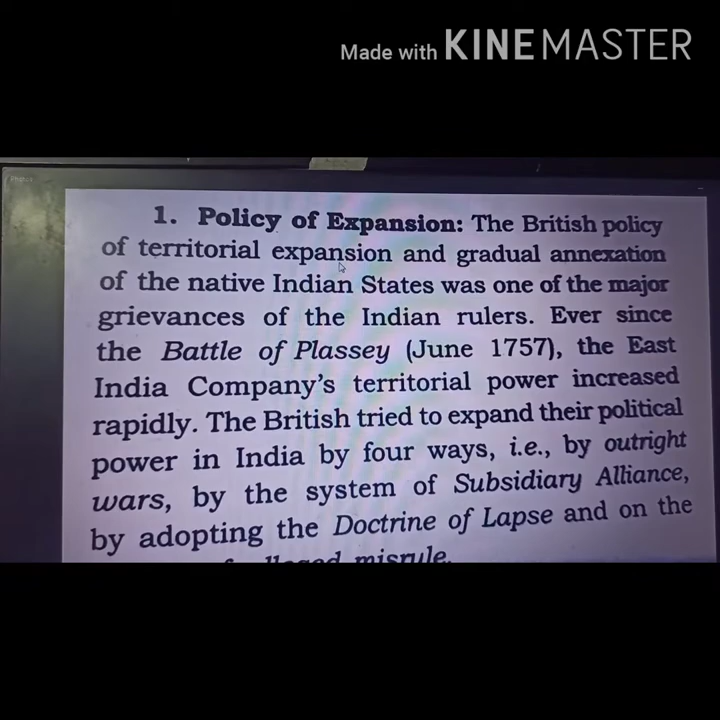 Made with KINEMASTER
Photos
1. Policy of Expansion: The British policy
of territorial expansion and gradual annexation
of the native Indian States was one of the major
grievances of the Indian rulers. Ever since
the Battle of Plassey (June 1757), the East
India Company's territorial power increased
rapidly. The British tried to expand their political
power in India by four ways, i.e., by outright
wars, by the system of Subsidiary Alliance,
by adopting the Doctrine of Lapse and on the
misrule.